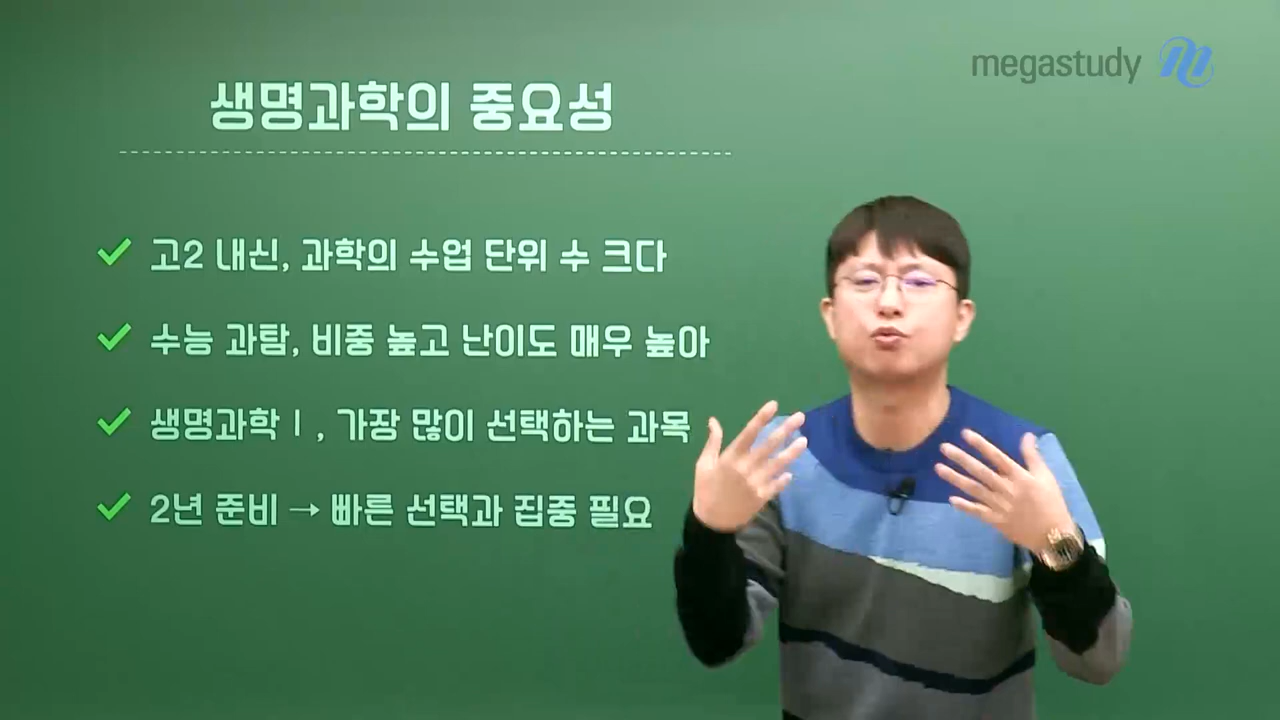 megastudy
생명과학의 중요성
고2 내신, 과학의 수업 단위 수 크다
수능 과탐, 비중 높고 난이도 매우 높아
생명과학Ⅰ, 가장 많이 선택하는 과목
2년 준비 → 빠른 선택과 집중 필요